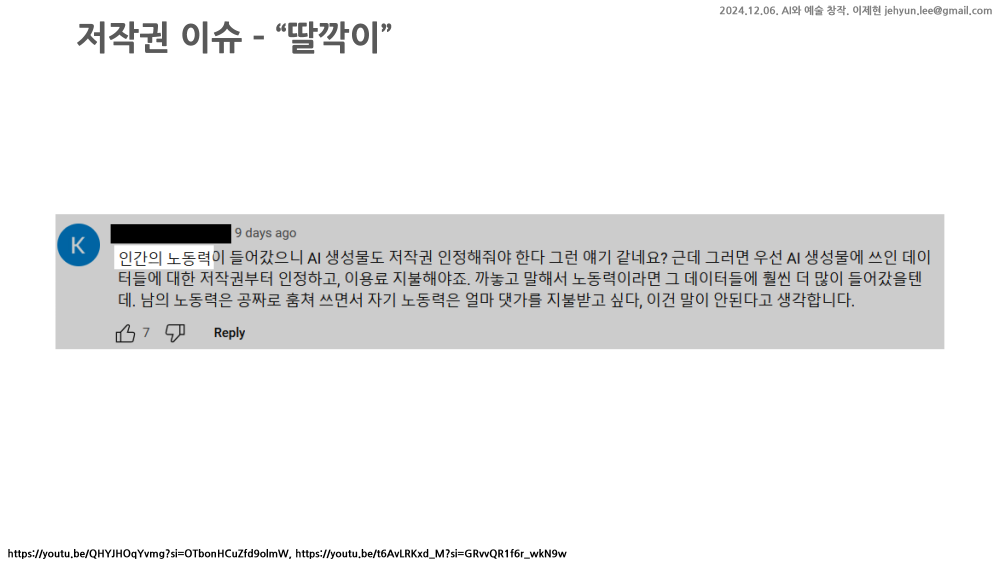 2024.12.06. AI와 예술 창작. 이제현 jehyun.lee@gmail.com
저작권 이슈 - “딸깍이”
K
9 days ago
인간의 노동력이 들어갔으니 AI 생성물도 저작권 인정해줘야 한다 그런 얘기 같네요? 근데 그러면 우선 AI 생성물에 쓰인 데이
터들에 대한 저작권부터 인정하고, 이용료 지불해야죠. 까놓고 말해서 노동력이라면 그 데이터들에 훨씬 더 많이 들어갔을텐
데. 남의 노동력은 공짜로 훔쳐 쓰면서 자기 노동력은 얼마 댓가를 지불받고 싶다, 이건 말이 안된다고 생각합니다.
7 Reply
https://youtu.be/QHYJHOqYvmg?si=OTbonHCuZfd9olmW, https://youtu.be/t6AvLRKxd_M?si=GRvvQR1f6r_wkN9w